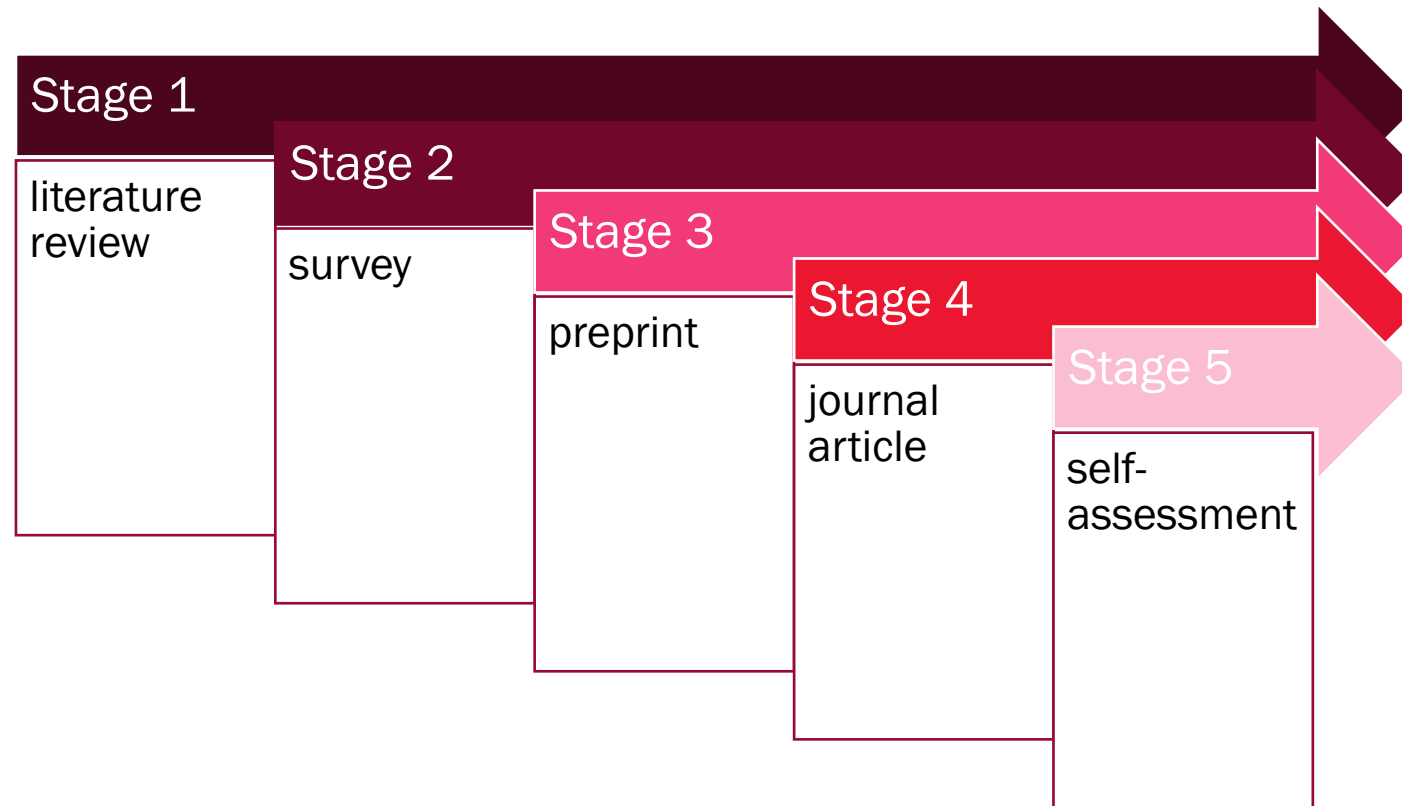 Stage 1
literature
review
Stage 2
survey
Stage 3
preprint
Stage 4
journal
article
Stage 5
self-
assessment